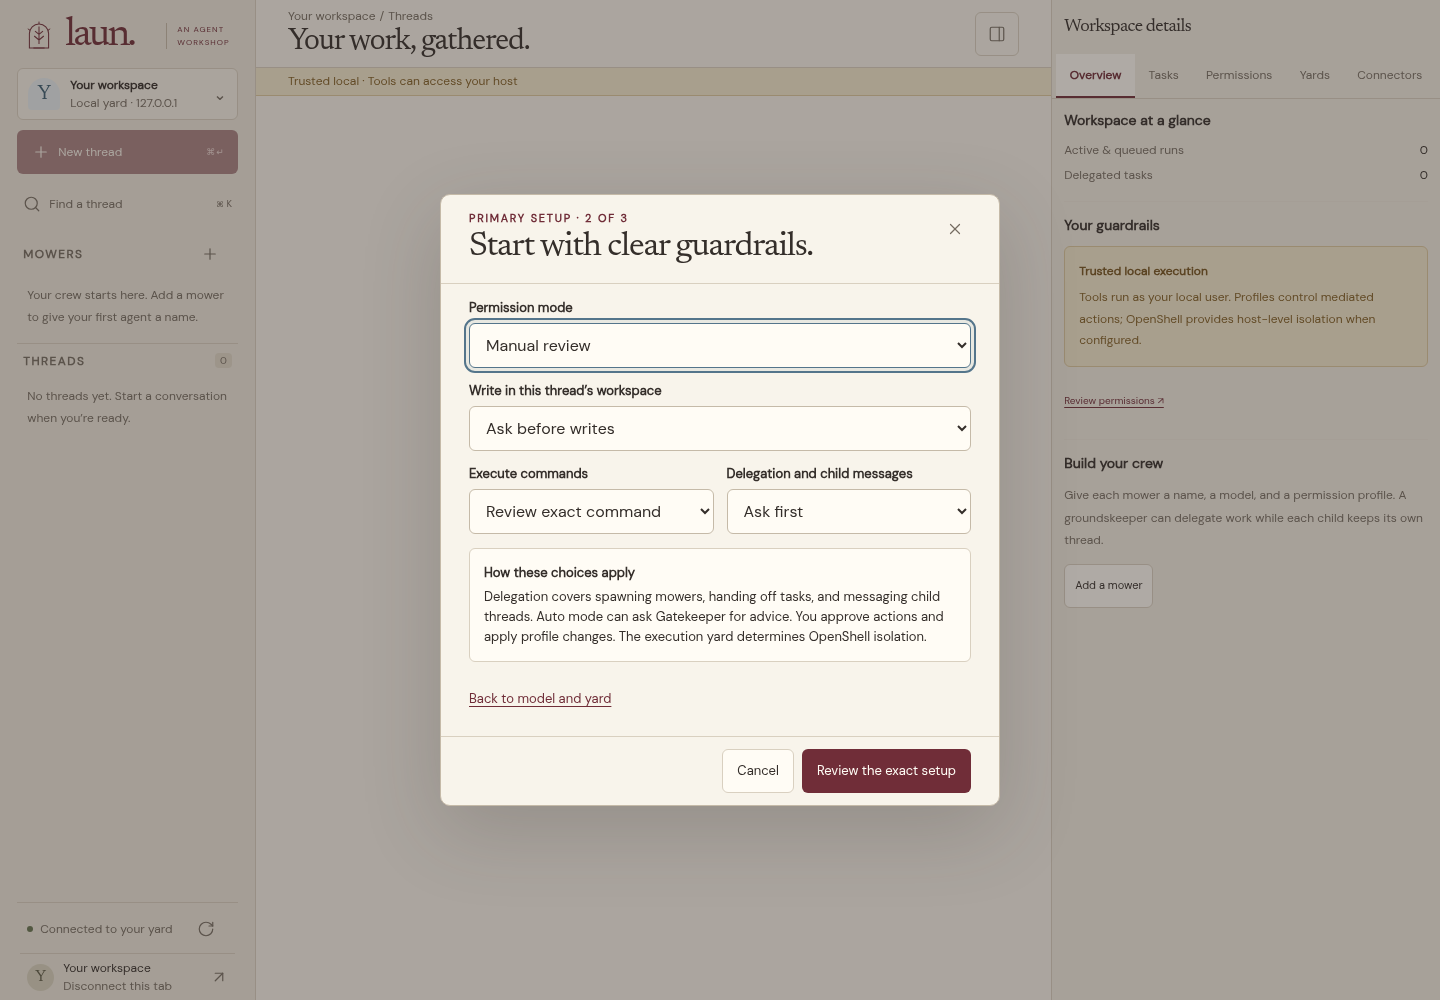 laun.
AN AGENT
WORKSHOP
Y
Your workspace
Local yard · 127.0.0.1
New thread
⌘↵
Find a thread
⌘ K
MOWERS
Your crew starts here. Add a mower
to give your first agent a name.
THREADS
0
No threads yet. Start a conversation
when you’re ready.
Connected to your yard
Y
Your workspace
Disconnect this tab
Your workspace / Threads
Your work, gathered.
Trusted local · Tools can access your host
PRIMARY SETUP · 2 OF 3
Start with clear guardrails.
Permission mode
Manual review
Write in this thread’s workspace
Ask before writes
Execute commands
Delegation and child messages
Review exact command
Ask first
How these choices apply
Delegation covers spawning mowers, handing off tasks, and messaging child
threads. Auto mode can ask Gatekeeper for advice. You approve actions and
apply profile changes. The execution yard determines OpenShell isolation.
Back to model and yard
Cancel
Review the exact setup
Workspace details
Overview
Tasks
Permissions
Yards
Connectors
Workspace at a glance
Active & queued runs
0
Delegated tasks
0
Your guardrails
Trusted local execution
Tools run as your local user. Profiles control mediated
actions; OpenShell provides host-level isolation when
configured.
Review permissions ↗
Build your crew
Give each mower a name, a model, and a permission profile. A
groundskeeper can delegate work while each child keeps its own
thread.
Add a mower